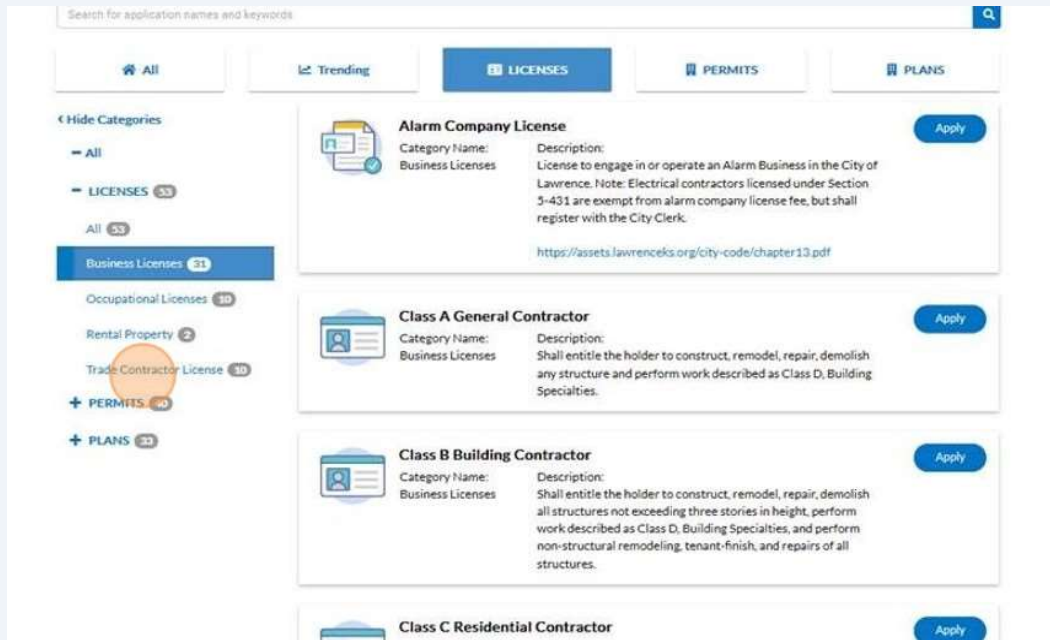 Search for application names and keywords
All
Trending
LICENSES
PERMITS
PLANS
Hide Categories
All
LICENSES 53
All 53
Business Licenses 31
Occupational Licenses 10
Rental Property 2
Trade Contractor License 10
PERMITS
PLANS 33
Alarm Company License
Apply
Category Name:
Business Licenses
Description:
License to engage in or operate an Alarm Business in the City of
Lawrence. Note: Electrical contractors licensed under Section
5-431 are exempt from alarm company license fee, but shall
register with the City Clerk.
https://assets.lawrenceks.org/city-code/chapter13.pdf
Class A General Contractor
Apply
Category Name:
Business Licenses
Description:
Shall entitle the holder to construct, remodel, repair, demolish
any structure and perform work described as Class D, Building
Specialties.
Class B Building Contractor
Apply
Category Name:
Business Licenses
Description:
Shall entitle the holder to construct, remodel, repair, demolish
all structures not exceeding three stories in height, perform
work described as Class D, Building Specialties, and perform
non-structural remodeling, tenant-finish, and repairs of all
structures.
Class C Residential Contractor
Apply